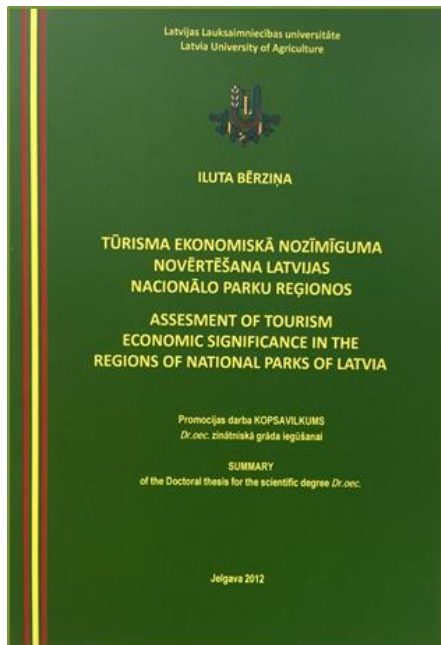 Latvijas Lauksaimniecības universitāte
Latvia University of Agriculture
ILUTA BĒRZIŅA
TŪRISMA EKONOMISKĀ NOZĪMĪGUMA
NOVĒRTĒŠANA LATVIJAS
NACIONĀLO PARKU REĢIONOS
ASSESMENT OF TOURISM
ECONOMIC SIGNIFICANCE IN THE
REGIONS OF NATIONAL PARKS OF LATVIA
Promocijas darba KOPSAVILKUMS
Dr.oec. zinātniskā grāda iegūšanai
SUMMARY
of the Doctoral thesis for the scientific degree Dr.oec.
Jelgava 2012